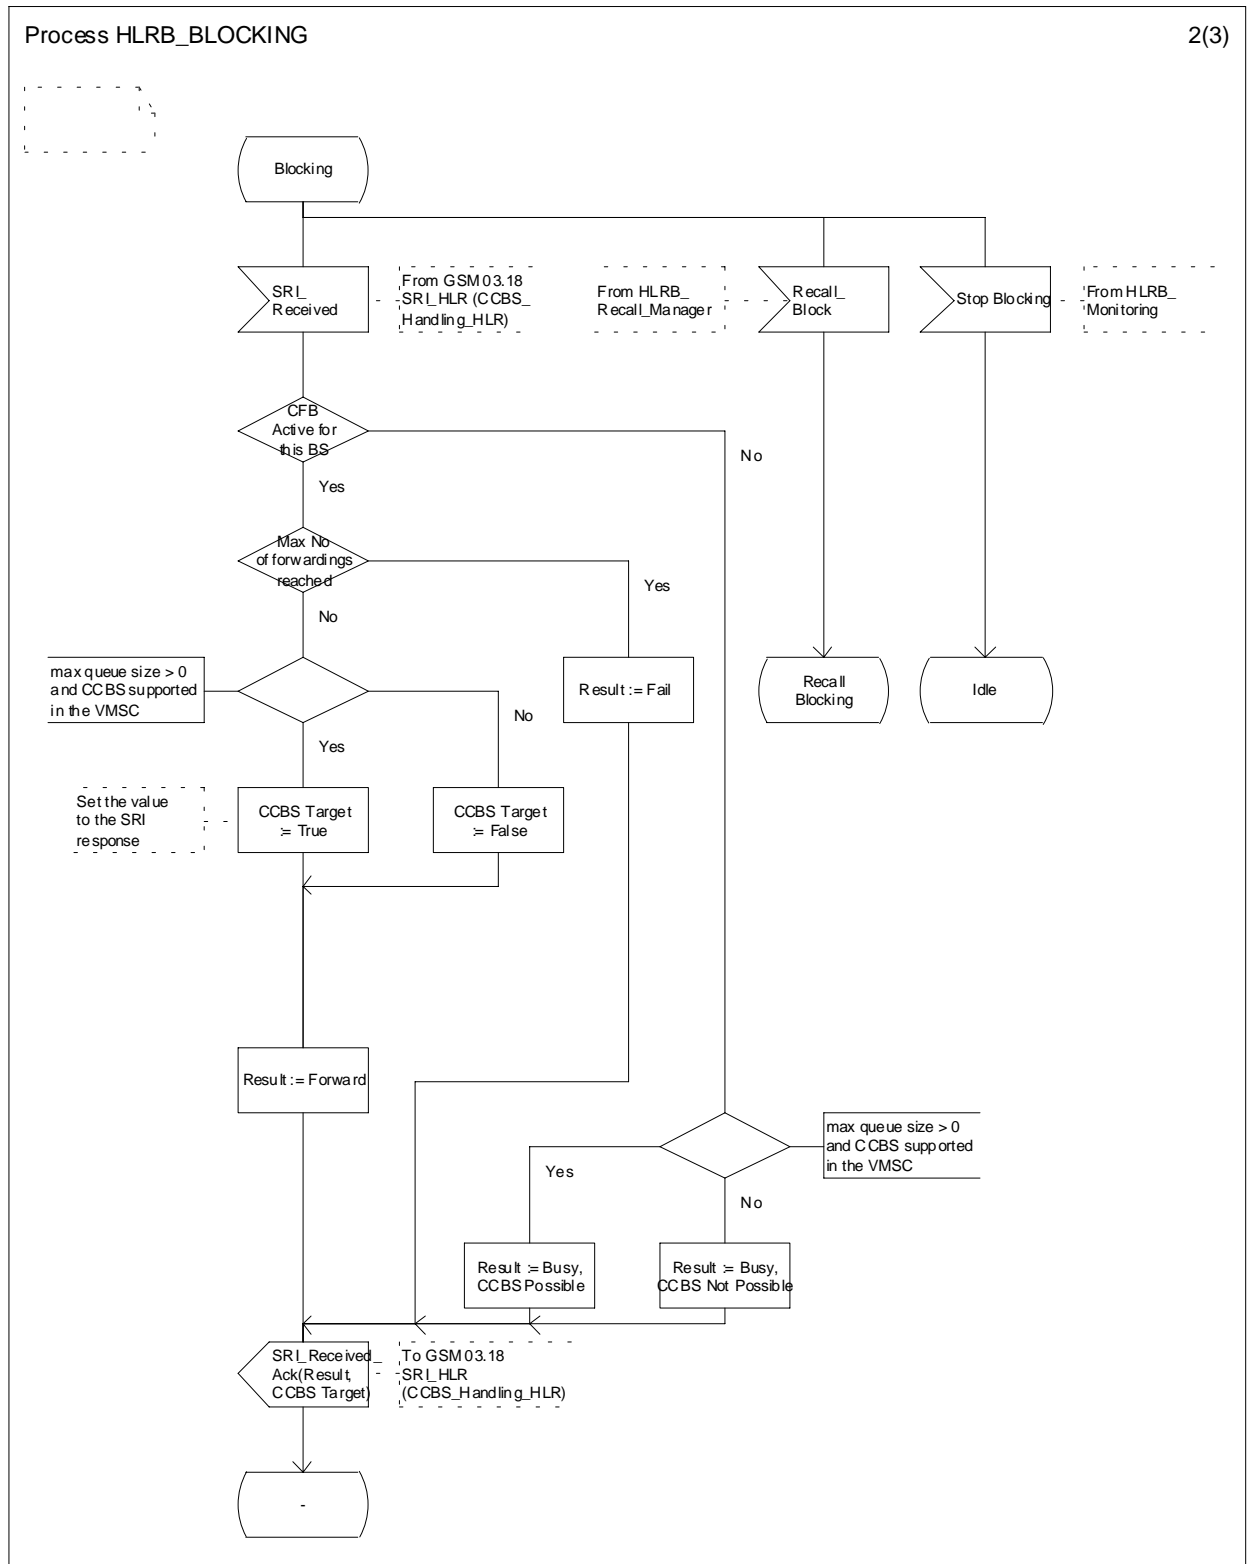 Process HLRB_BLOCKING
2(3)
Blocking
SRI_
Received
From GSM 03.18
SRI_HLR (CCBS_
Handling_HLR)
From HLRB_
Recall_Manager
Recall_
Block
Stop Blocking
From HLRB_
Monitoring
CFB
Active for
this BS
No
Yes
Max No
of forwardings
reached
Yes
No
max queue size > 0
and CCBS supported
in the VMSC
Result := Fail
Recall
Blocking
Idle
No
Yes
Set the value
to the SRI
response
CCBS Target
:= True
CCBS Target
:= False
Result := Forward
max queue size > 0
and CCBS supported
in the VMSC
Yes
No
Result := Busy,
CCBS Possible
Result := Busy,
CCBS Not Possible
SRI_Received_
Ack(Result,
CCBS Target)
To GSM 03.18
SRI_HLR
(CCBS_Handling_HLR)
-